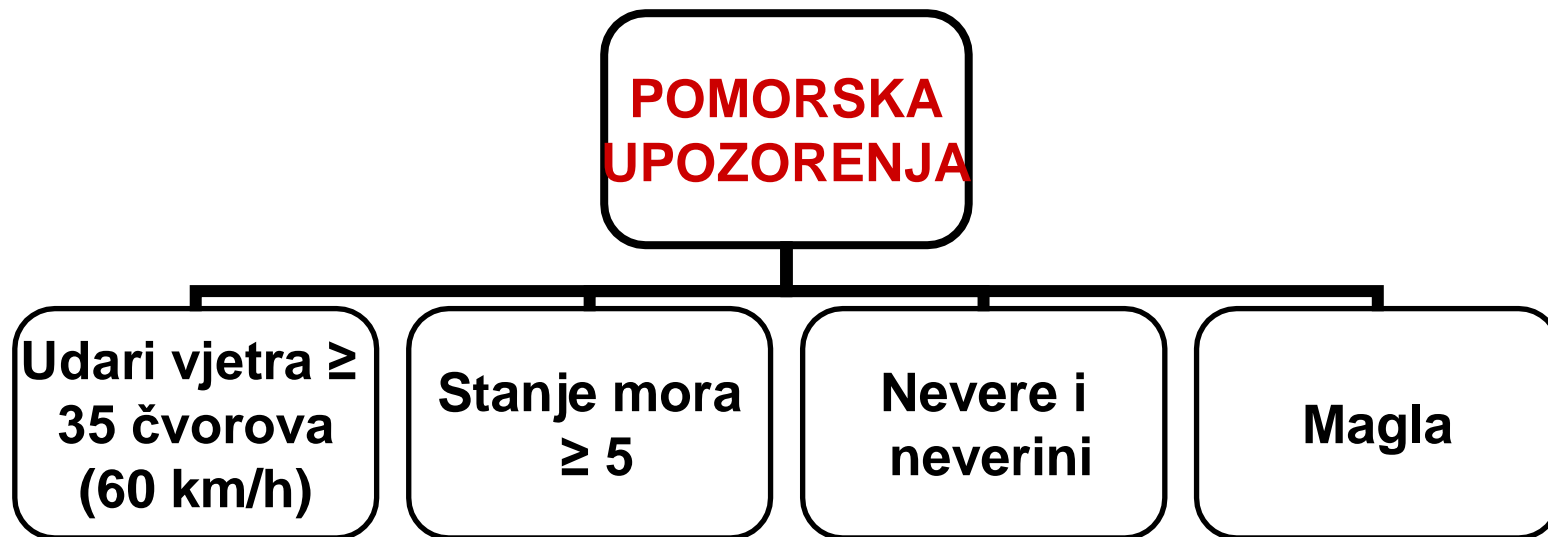 POMORSKA
UPOZORENJA
Udari vjetra ≥
35 čvorova
(60 km/h)
Stanje mora
≥ 5
Nevere i
neverini
Magla